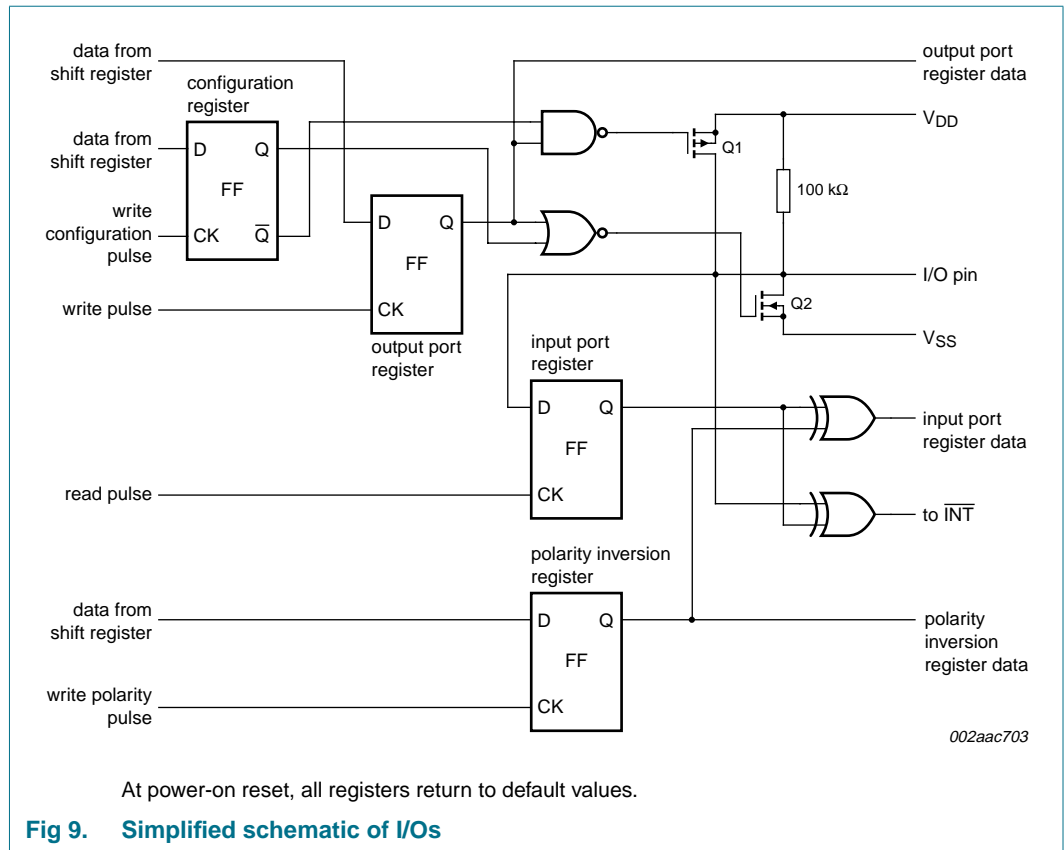 data from
shift register
configuration
register
data from
shift register
D
Q
FF
write
configuration
pulse
CK
Q̅
D
Q
FF
write pulse
CK
output port
register
output port
register data
VDD
Q1
100 kΩ
I/O pin
Q2
VSS
input port
register
D
Q
FF
read pulse
CK
input port
register data
to I̅N̅T̅
polarity inversion
register
data from
shift register
D
Q
FF
polarity
inversion
register data
write polarity
pulse
CK
002aac703
At power-on reset, all registers return to default values.
Fig 9. Simplified schematic of I/Os